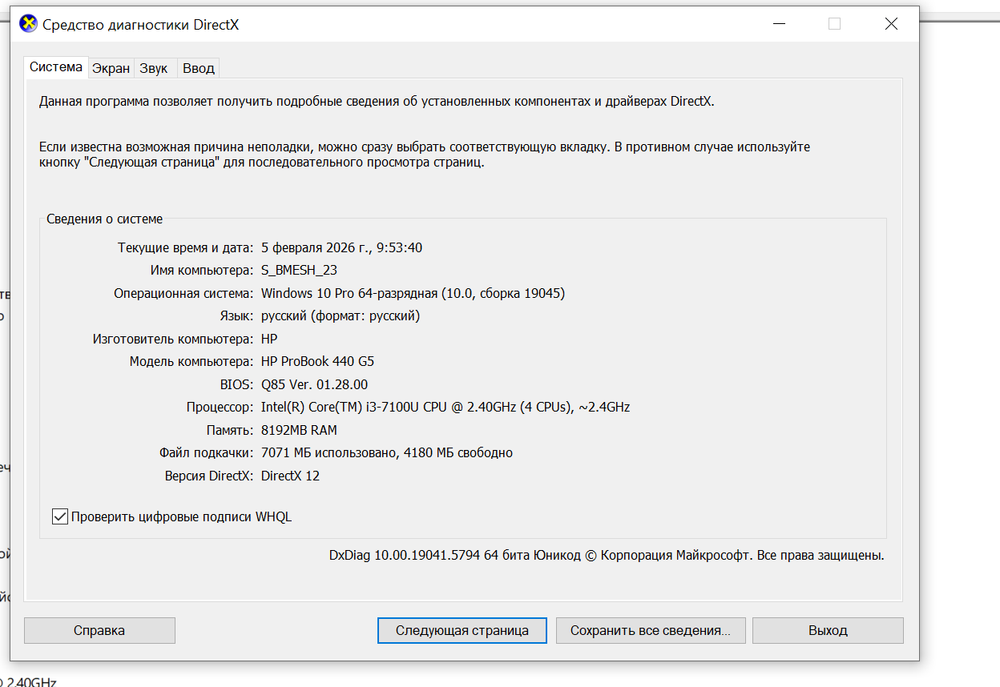 Средство диагностики DirectX
Система Экран Звук Ввод
Данная программа позволяет получить подробные сведения об установленных компонентах и драйверах DirectX.
Если известна возможная причина неполадки, можно сразу выбрать соответствующую вкладку. В противном случае используйте
кнопку "Следующая страница" для последовательного просмотра страниц.
Сведения о системе
Текущие время и дата: 5 февраля 2026 г., 9:53:40
Имя компьютера: S_BMESH_23
Операционная система: Windows 10 Pro 64-разрядная (10.0, сборка 19045)
Язык: русский (формат: русский)
Изготовитель компьютера: HP
Модель компьютера: HP ProBook 440 G5
BIOS: Q85 Ver. 01.28.00
Процессор: Intel(R) Core(TM) i3-7100U CPU @ 2.40GHz (4 CPUs), ~2.4GHz
Память: 8192MB RAM
Файл подкачки: 7071 МБ использовано, 4180 МБ свободно
Версия DirectX: DirectX 12
Проверить цифровые подписи WHQL
DxDiag 10.00.19041.5794 64 бита Юникод © Корпорация Майкрософт. Все права защищены.
Справка Следующая страница Сохранить все сведения... Выход
2.40GHz